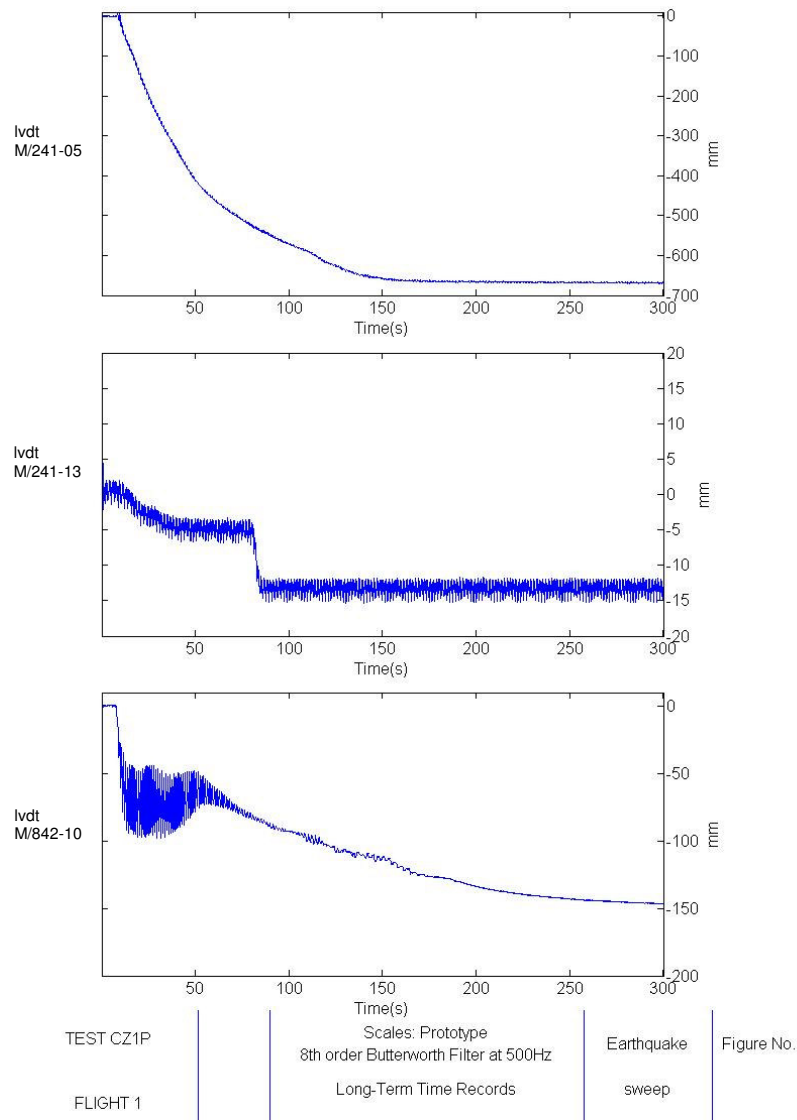 0
-100
-200
-300
-400
-500
-600
-700
mm
lvdt
M/241-05
50
100
150
200
250
300
Time(s)
20
15
10
5
0
-5
-10
-15
-20
mm
lvdt
M/241-13
50
100
150
200
250
300
Time(s)
0
-50
-100
-150
-200
mm
lvdt
M/842-10
50
100
150
200
250
300
Time(s)
TEST CZ1P
FLIGHT 1
Scales: Prototype
8th order Butterworth Filter at 500Hz
Long-Term Time Records
Earthquake
sweep
Figure No.